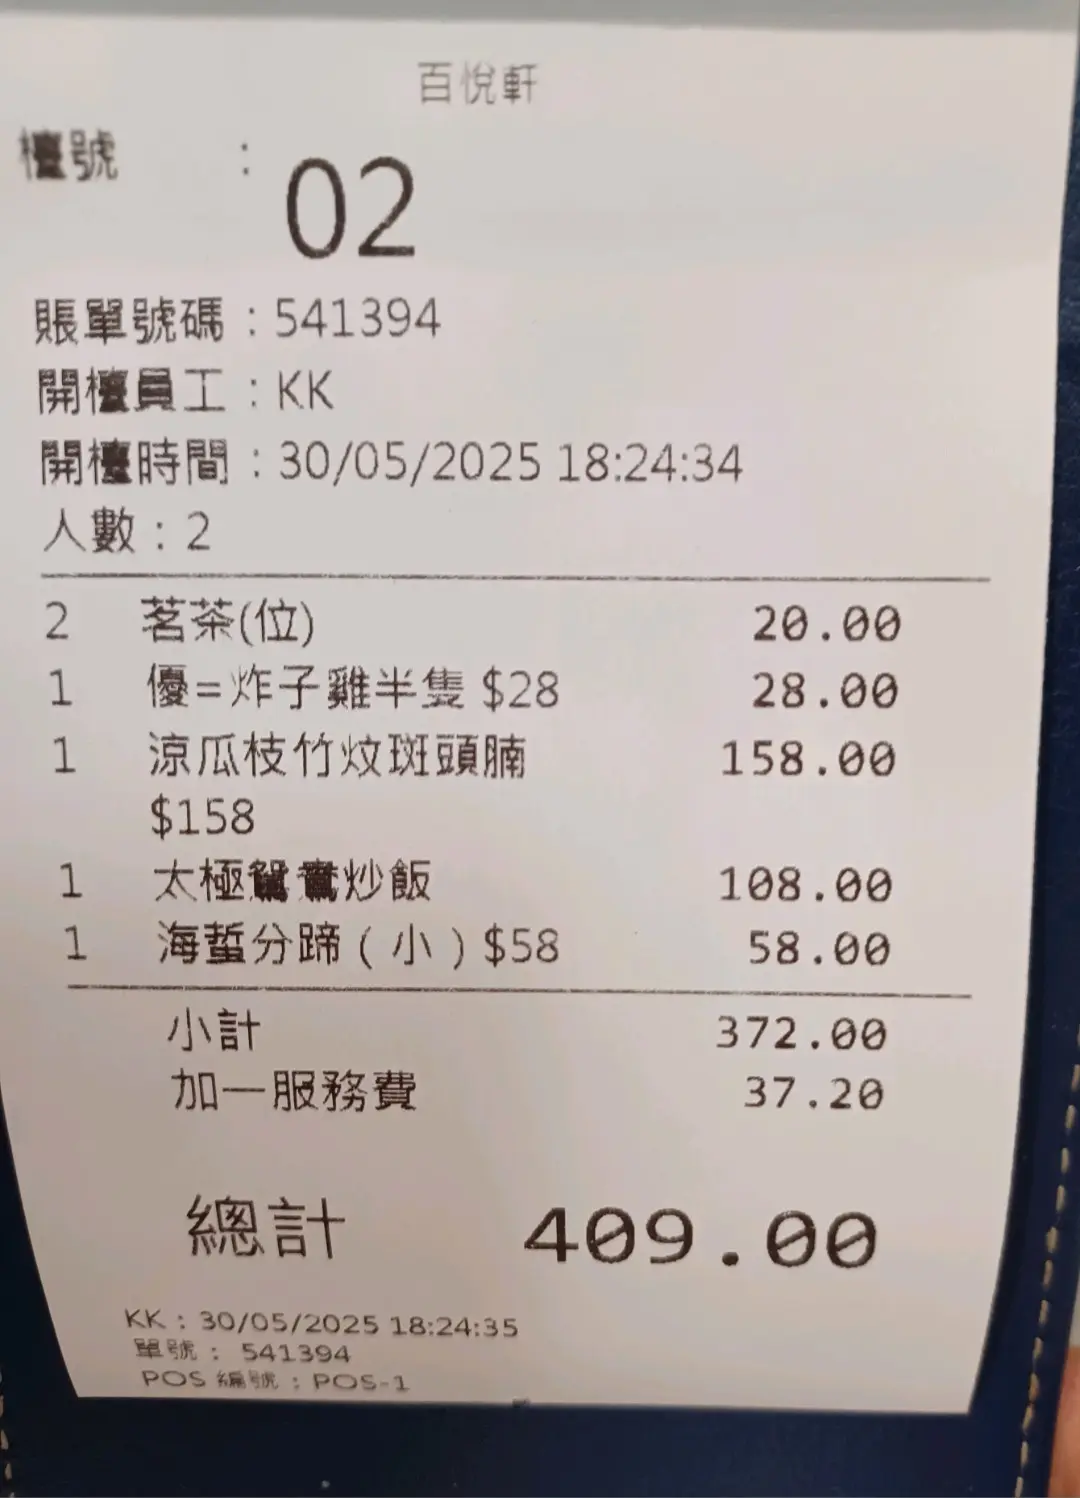 百悅軒
檯號 : 02
賬單號碼 : 541394
開檯員工 : KK
開檯時間 : 30/05/2025 18:24:34
人數 : 2
2 茗茶(位) 20.00
1 優=炸子雞半隻 $28 28.00
1 涼瓜枝竹炆斑頭腩 158.00
$158
1 太極鴛鴦炒飯 108.00
1 海蜇分蹄 ( 小 ) $58 58.00
小計 372.00
加一服務費 37.20
總計 409.00
KK : 30/05/2025 18:24:35
單號 : 541394
POS 編號 : POS-1